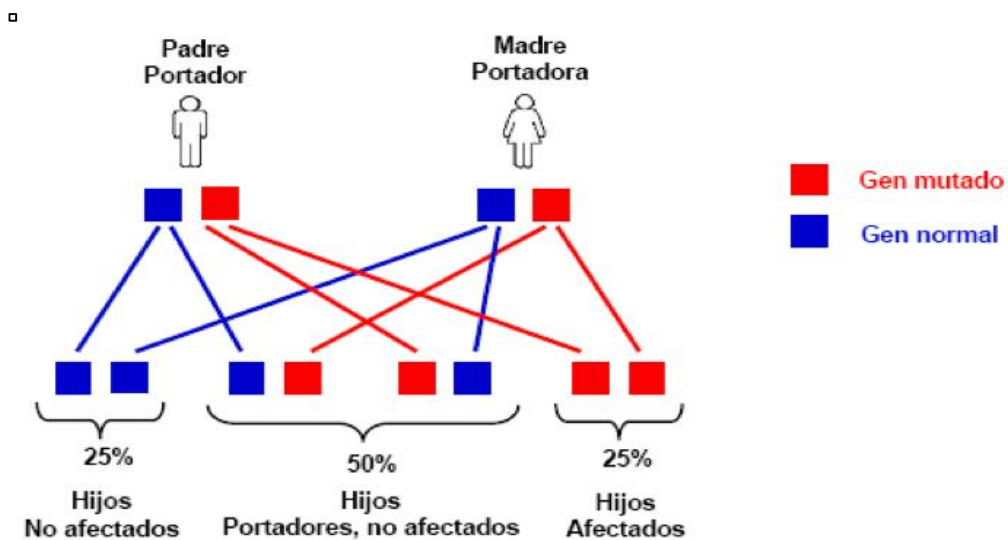 Padre
Portador
Madre
Portadora
Gen mutado
Gen normal
25%
Hijos
No afectados
50%
Hijos
Portadores, no afectados
25%
Hijos
Afectados